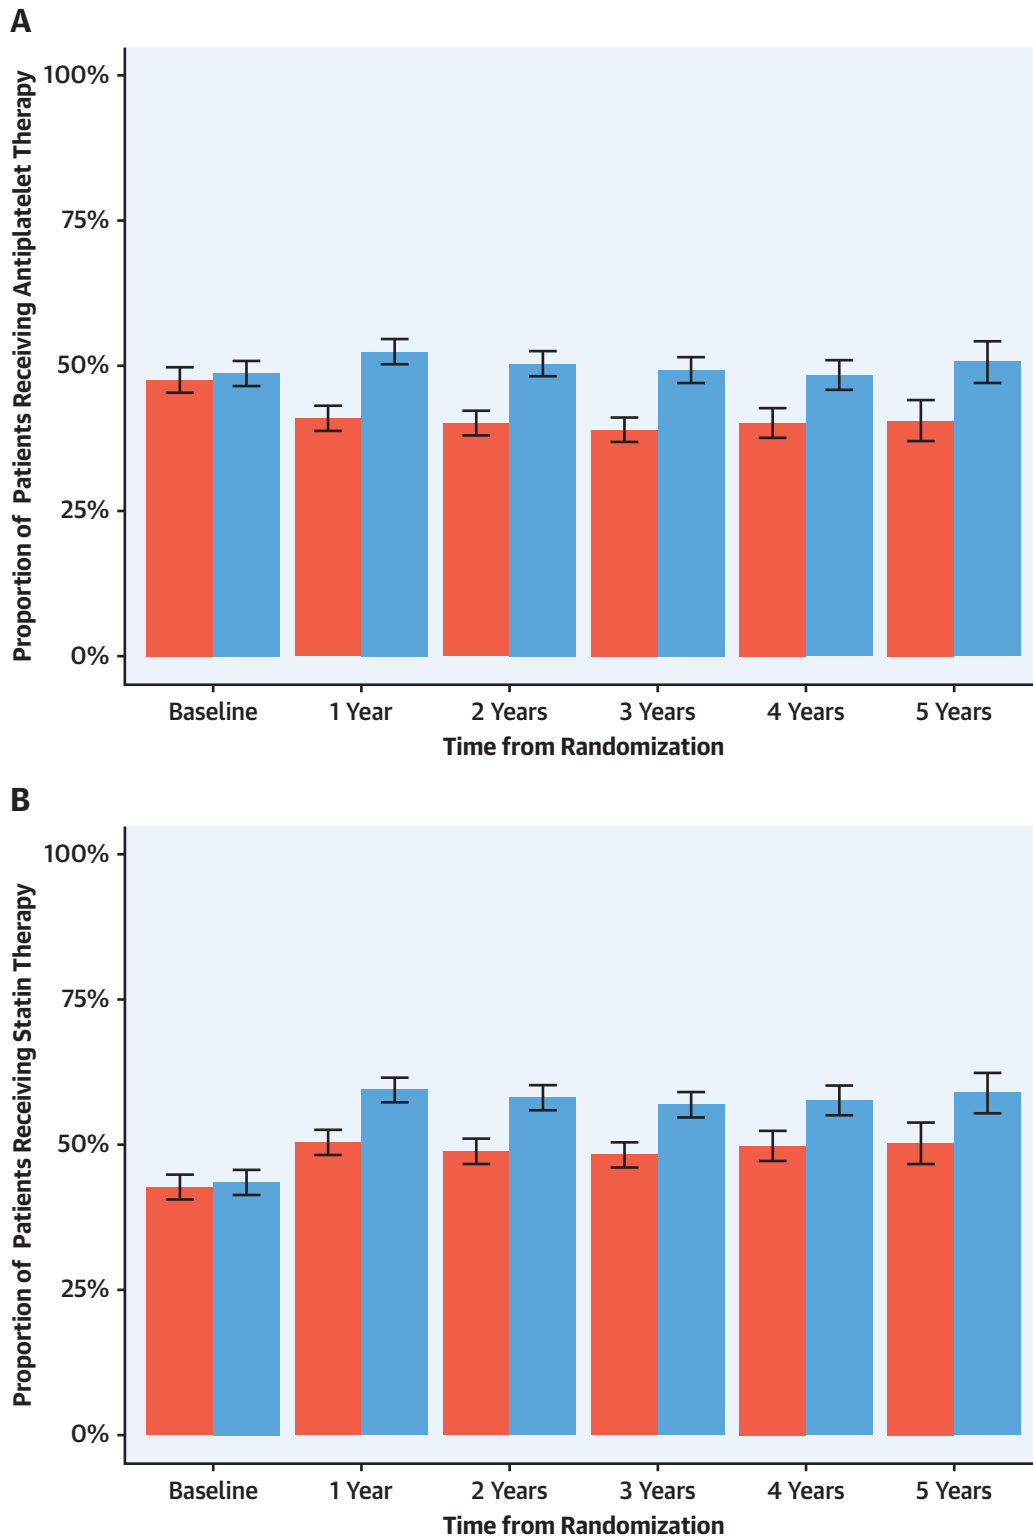 A
Proportion of Patients Receiving Antiplatelet Therapy
100%
75%
50%
25%
0%
Baseline 1 Year 2 Years 3 Years 4 Years 5 Years
Time from Randomization
B
Proportion of Patients Receiving Statin Therapy
100%
75%
50%
25%
0%
Baseline 1 Year 2 Years 3 Years 4 Years 5 Years
Time from Randomization